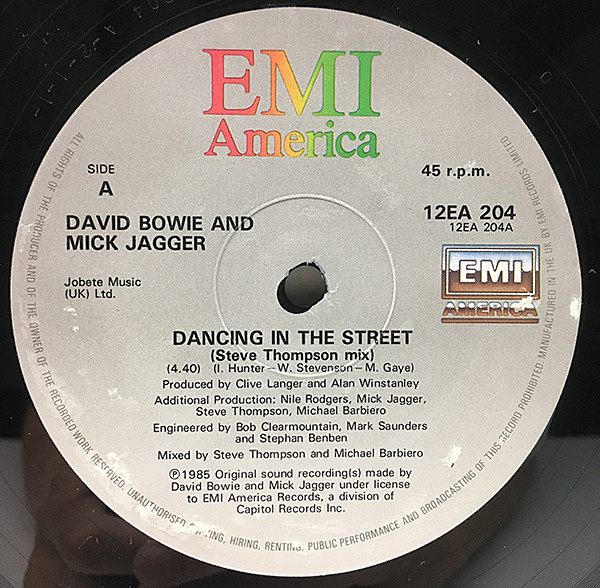 EMI
America
SIDE
A
45 r.p.m.
DAVID BOWIE AND
MICK JAGGER
12EA 204
12EA 204A
Jobete Music
(UK) Ltd.
EMI
AMERICA
DANCING IN THE STREET
(Steve Thompson mix)
(4.40) (I. Hunter–W. Stevenson–M. Gaye)
Produced by Clive Langer and Alan Winstanley
Additional Production: Nile Rodgers, Mick Jagger,
Steve Thompson, Michael Barbiero
Engineered by Bob Clearmountain, Mark Saunders
and Stephan Benben
Mixed by Steve Thompson and Michael Barbiero
℗ 1985 Original sound recording(s) made by
David Bowie and Mick Jagger under license
to EMI America Records, a division of
Capitol Records Inc.
ALL RIGHTS OF THE PRODUCER AND OF THE OWNER OF THE RECORDED WORK RESERVED. UNAUTHORISED HIRING, RENTING, PUBLIC PERFORMANCE AND BROADCASTING OF THIS RECORD PROHIBITED. MANUFACTURED IN THE UK BY EMI RECORDS LIMITED